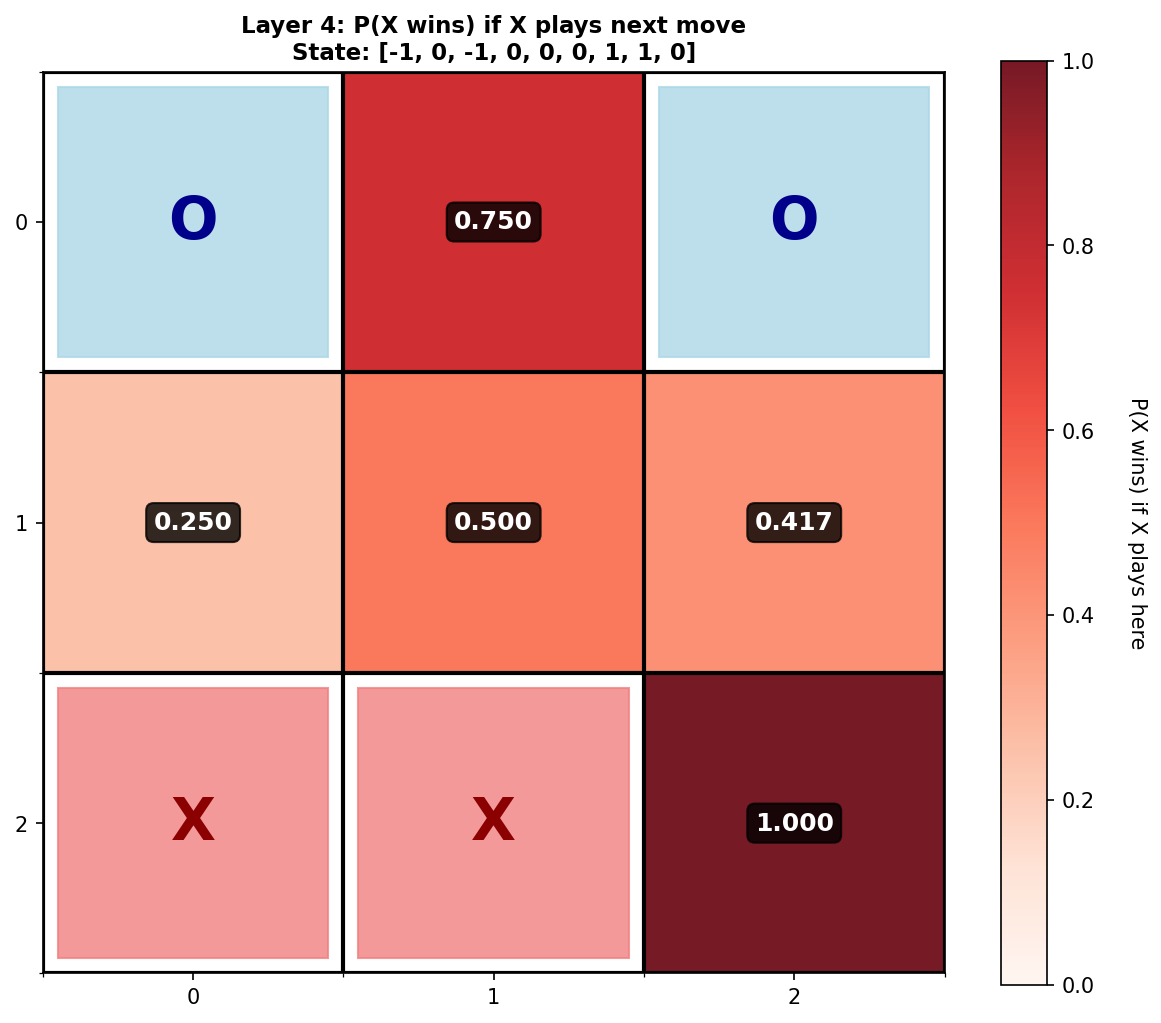 Layer 4: P(X wins) if X plays next move
State: [-1, 0, -1, 0, 0, 0, 1, 1, 0]
O
0.750
O
0.250
0.500
0.417
X
X
1.000
0
1
2
0
1
2
1.0
0.8
0.6
0.4
0.2
0.0
P(X wins) if X plays here